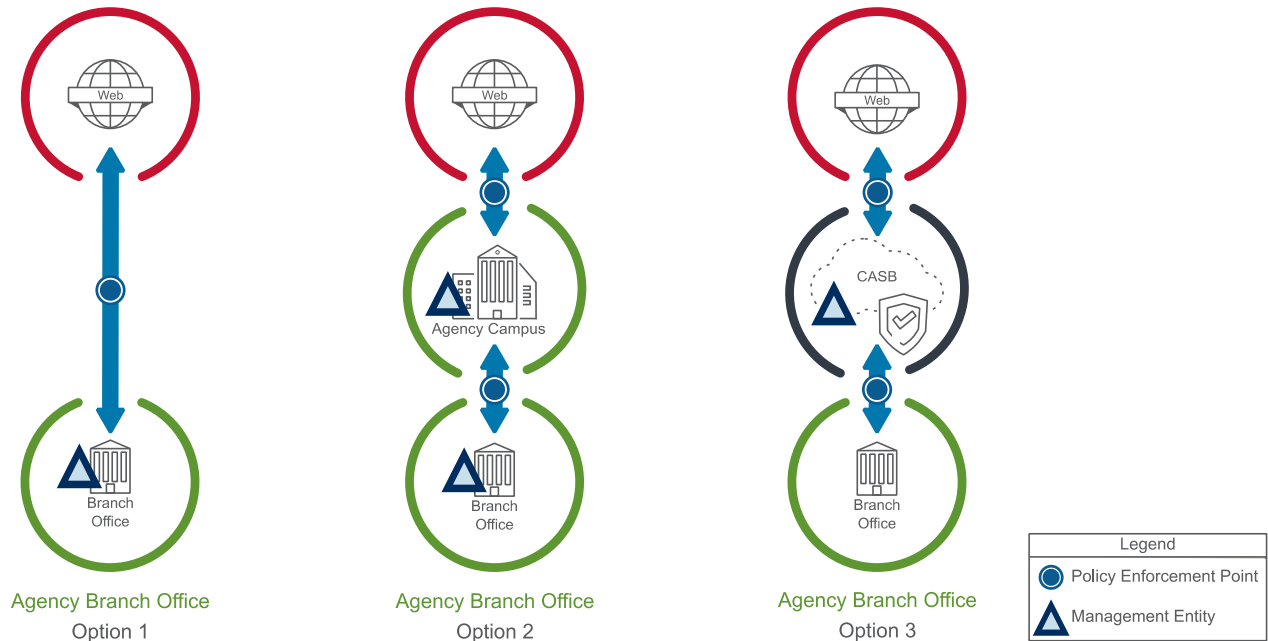 Web
Branch
Office
Agency Branch Office
Option 1
Web
Agency Campus
Branch
Office
Agency Branch Office
Option 2
Web
CASB
Branch
Office
Agency Branch Office
Option 3
Legend
Policy Enforcement Point
Management Entity